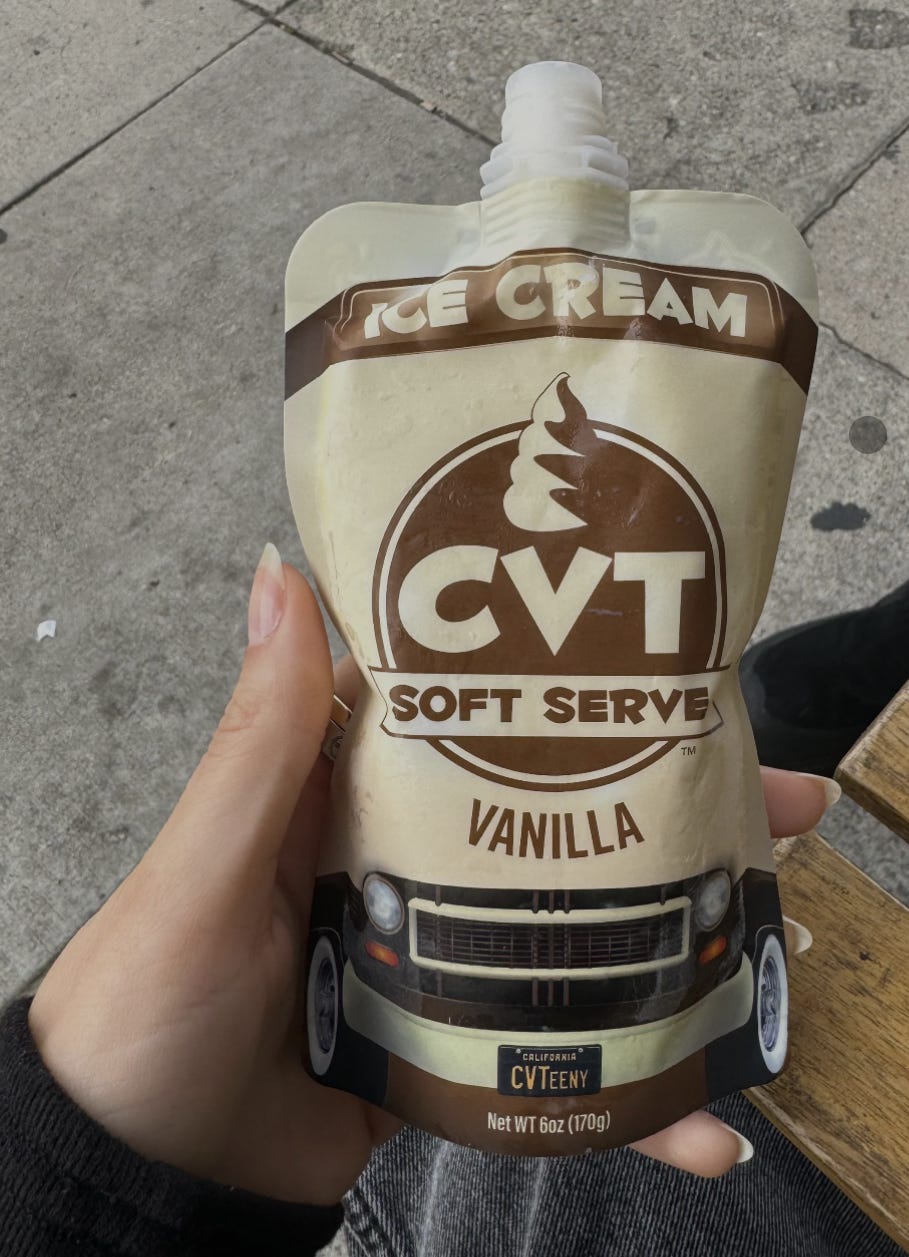 ICE CREAM
CVT
SOFT SERVE
TM
VANILLA
CALIFORNIA
CVTEENY
Net WT 6oz (170g)